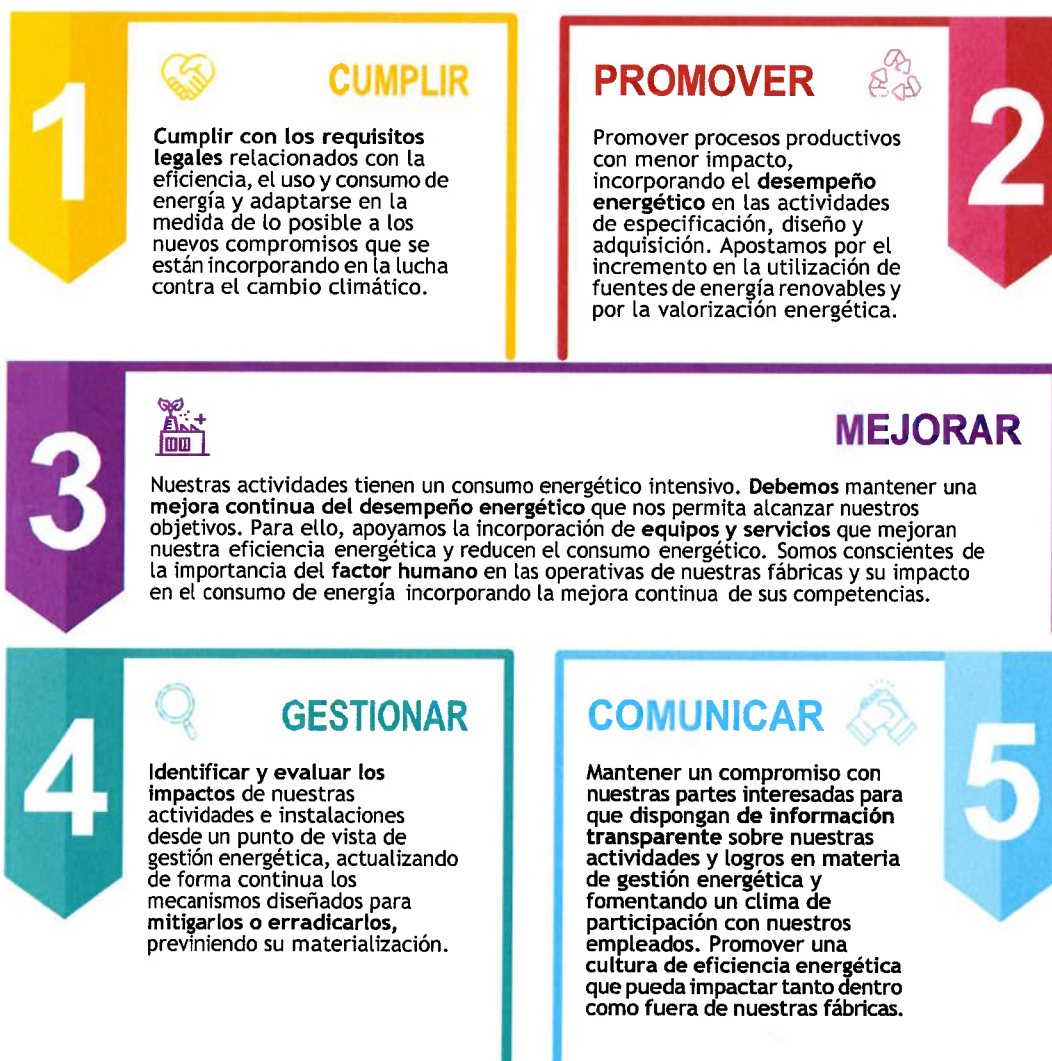 1
CUMPLIR
Cumplir con los requisitos
legales relacionados con la
eficiencia, el uso y consumo de
energía y adaptarse en la
medida de lo posible a los
nuevos compromisos que se
están incorporando en la lucha
contra el cambio climático.
PROMOVER
2
Promover procesos productivos
con menor impacto,
incorporando el desempeño
energético en las actividades
de especificación, diseño y
adquisición. Apostamos por el
incremento en la utilización de
fuentes de energía renovables y
por la valorización energética.
3
MEJORAR
Nuestras actividades tienen un consumo energético intensivo. Debemos mantener una
mejora continua del desempeño energético que nos permita alcanzar nuestros
objetivos. Para ello, apoyamos la incorporación de equipos y servicios que mejoran
nuestra eficiencia energética y reducen el consumo energético. Somos conscientes de
la importancia del factor humano en las operativas de nuestras fábricas y su impacto
en el consumo de energía incorporando la mejora continua de sus competencias.
4
GESTIONAR
Identificar y evaluar los
impactos de nuestras
actividades e instalaciones
desde un punto de vista de
gestión energética, actualizando
de forma continua los
mecanismos diseñados para
mitigarlos o erradicarlos,
previniendo su materialización.
COMUNICAR
5
Mantener un compromiso con
nuestras partes interesadas para
que dispongan de información
transparente sobre nuestras
actividades y logros en materia
de gestión energética y
fomentando un clima de
participación con nuestros
empleados. Promover una
cultura de eficiencia energética
que pueda impactar tanto dentro
como fuera de nuestras fábricas.